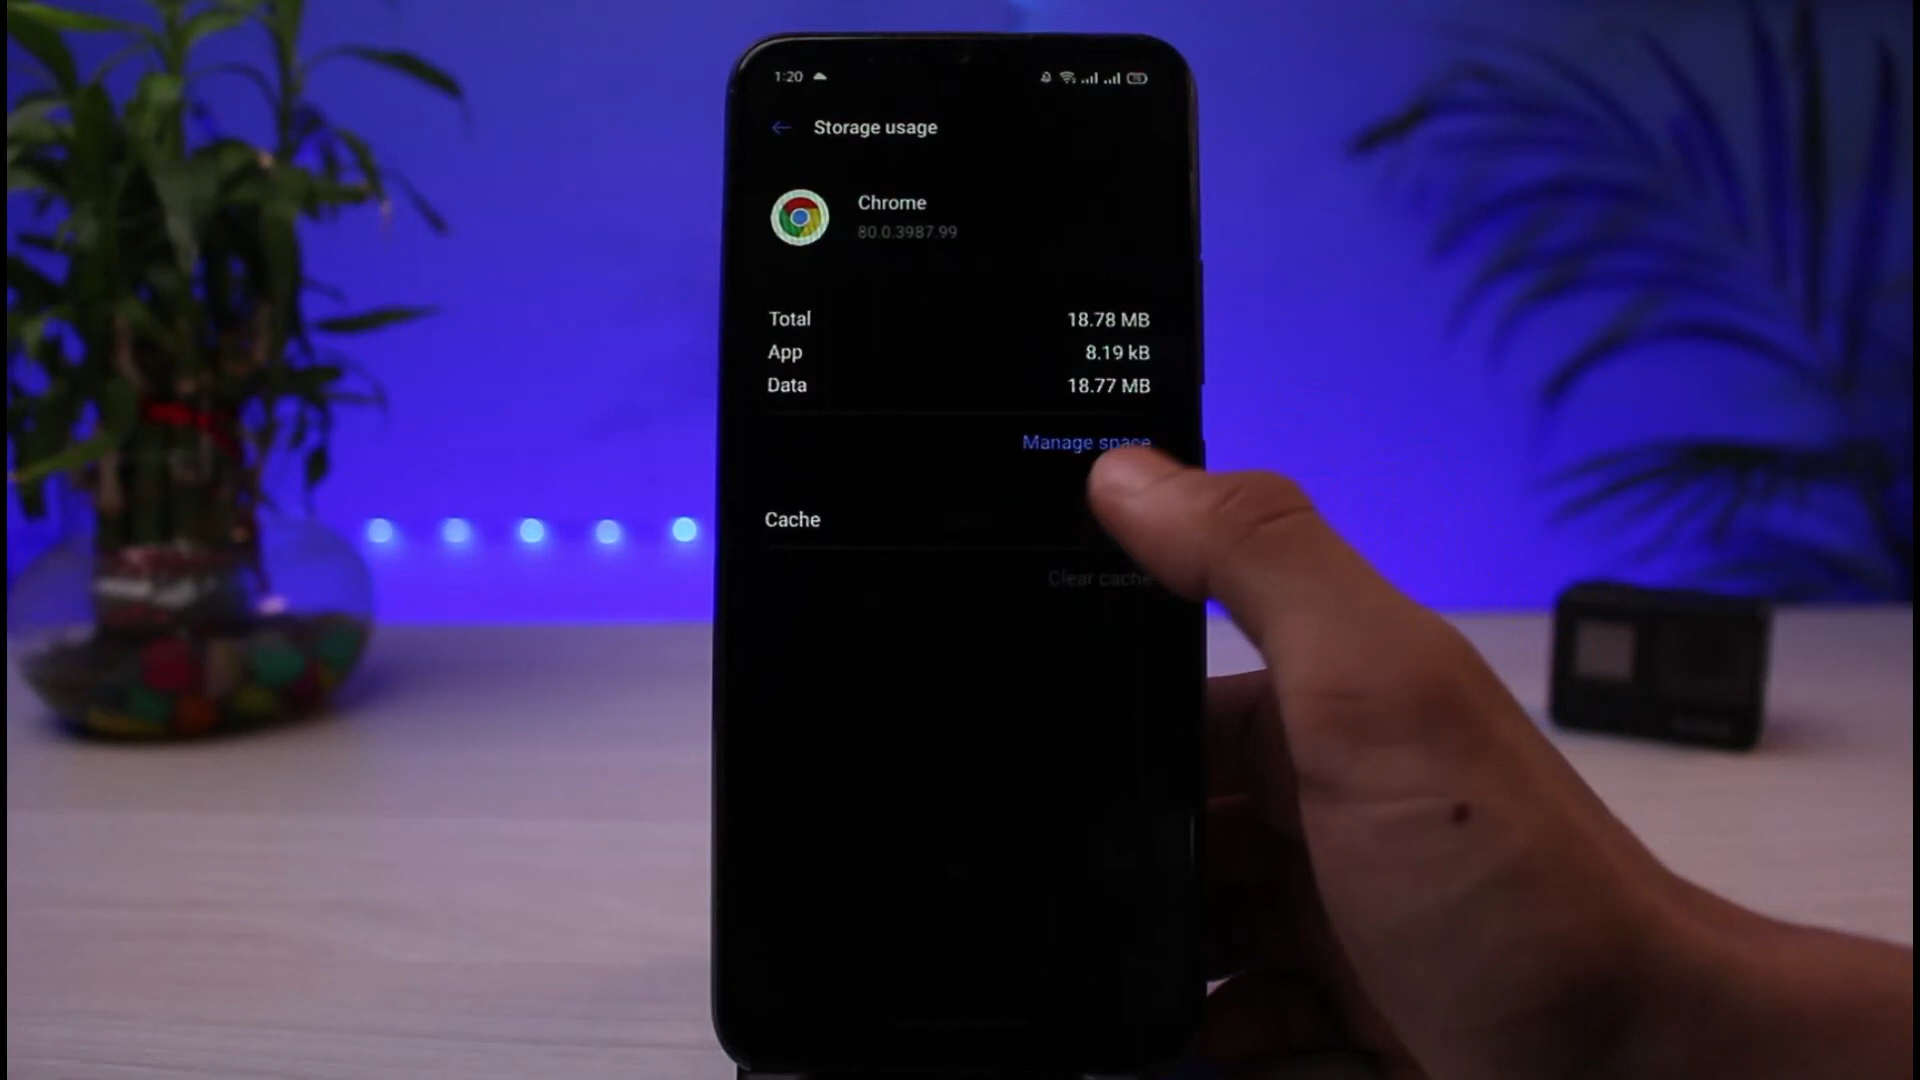 1:20
Storage usage
Chrome
80.0.3987.99
Total 18.78 MB
App 8.19 kB
Data 18.77 MB
Manage space
Cache
Clear cache